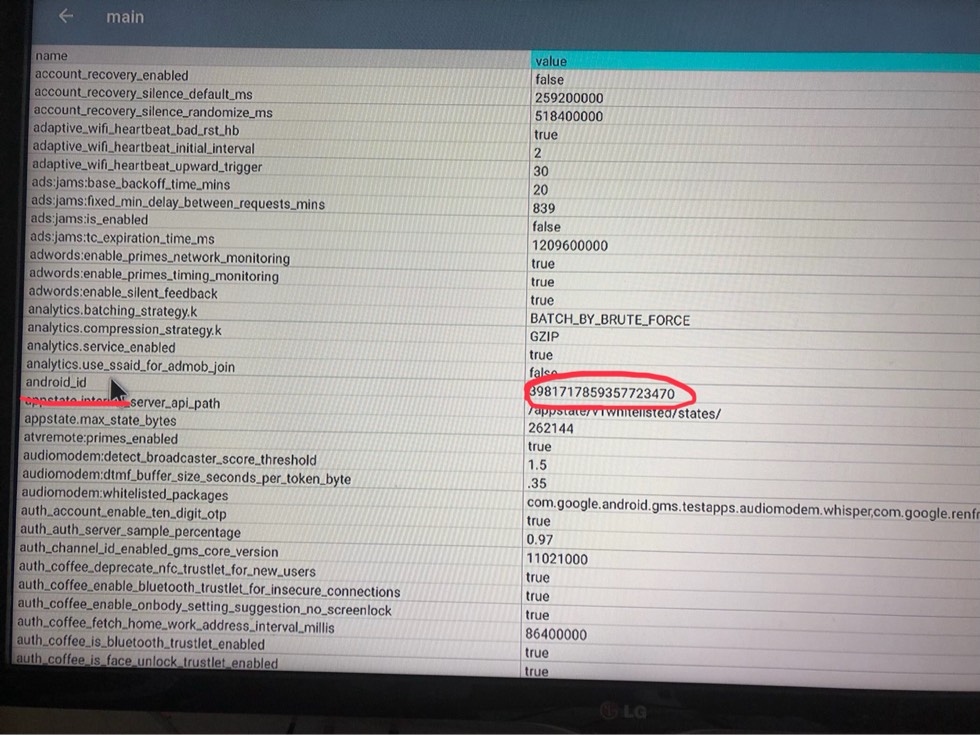 main
name value
account_recovery_enabled false
account_recovery_silence_default_ms 259200000
account_recovery_silence_randomize_ms 518400000
adaptive_wifi_heartbeat_bad_rst_hb true
adaptive_wifi_heartbeat_initial_interval 2
adaptive_wifi_heartbeat_upward_trigger 30
ads:jams:base_backoff_time_mins 20
ads:jams:fixed_min_delay_between_requests_mins 839
ads:jams:is_enabled false
ads:jams:tc_expiration_time_ms 1209600000
adwords:enable_primes_network_monitoring true
adwords:enable_primes_timing_monitoring true
adwords:enable_silent_feedback true
analytics.batching_strategy.k BATCH_BY_BRUTE_FORCE
analytics.compression_strategy.k GZIP
analytics.service_enabled true
analytics.use_ssaid_for_admob_join false
android_id 3981717859357723470
_server_api_path /appstate/v1whitelisted/states/
appstate.max_state_bytes 262144
atvremote:primes_enabled true
audiomodem:detect_broadcaster_score_threshold 1.5
audiomodem:dtmf_buffer_size_seconds_per_token_byte .35
audiomodem:whitelisted_packages com.google.android.gms.testapps.audiomodem.whisper,com.google.renfr
auth_account_enable_ten_digit_otp true
auth_auth_server_sample_percentage 0.97
auth_channel_id_enabled_gms_core_version 11021000
auth_coffee_deprecate_nfc_trustlet_for_new_users true
auth_coffee_enable_bluetooth_trustlet_for_insecure_connections true
auth_coffee_enable_onbody_setting_suggestion_no_screenlock true
auth_coffee_fetch_home_work_address_interval_millis 86400000
auth_coffee_is_bluetooth_trustlet_enabled true
auth_coffee_is_face_unlock_trustlet_enabled true
LG